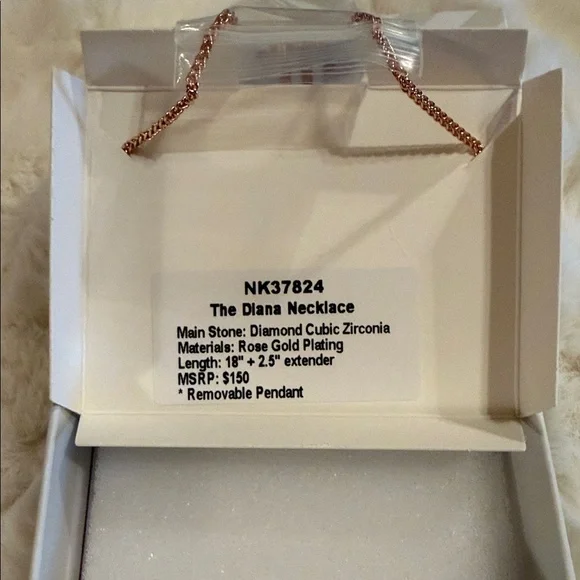 NK37824
The Diana Necklace
Main Stone: Diamond Cubic Zirconia
Materials: Rose Gold Plating
Length: 18" + 2.5" extender
MSRP: $150
* Removable Pendant